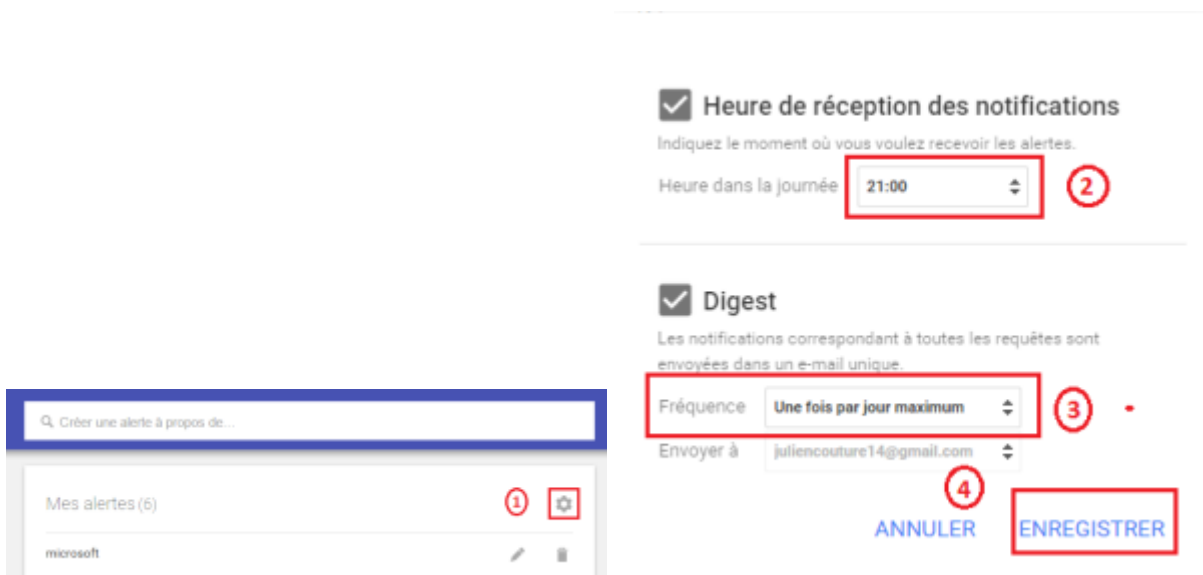 Créer une alerte à propos de...
Mes alertes (6)
1
microsoft
Heure de réception des notifications
Indiquez le moment où vous voulez recevoir les alertes.
Heure dans la journée 21:00
2
Digest
Les notifications correspondant à toutes les requêtes sont
envoyées dans un e-mail unique.
Fréquence Une fois par jour maximum
3
Envoyer à juliencouture14@gmail.com
4
ANNULER ENREGISTRER